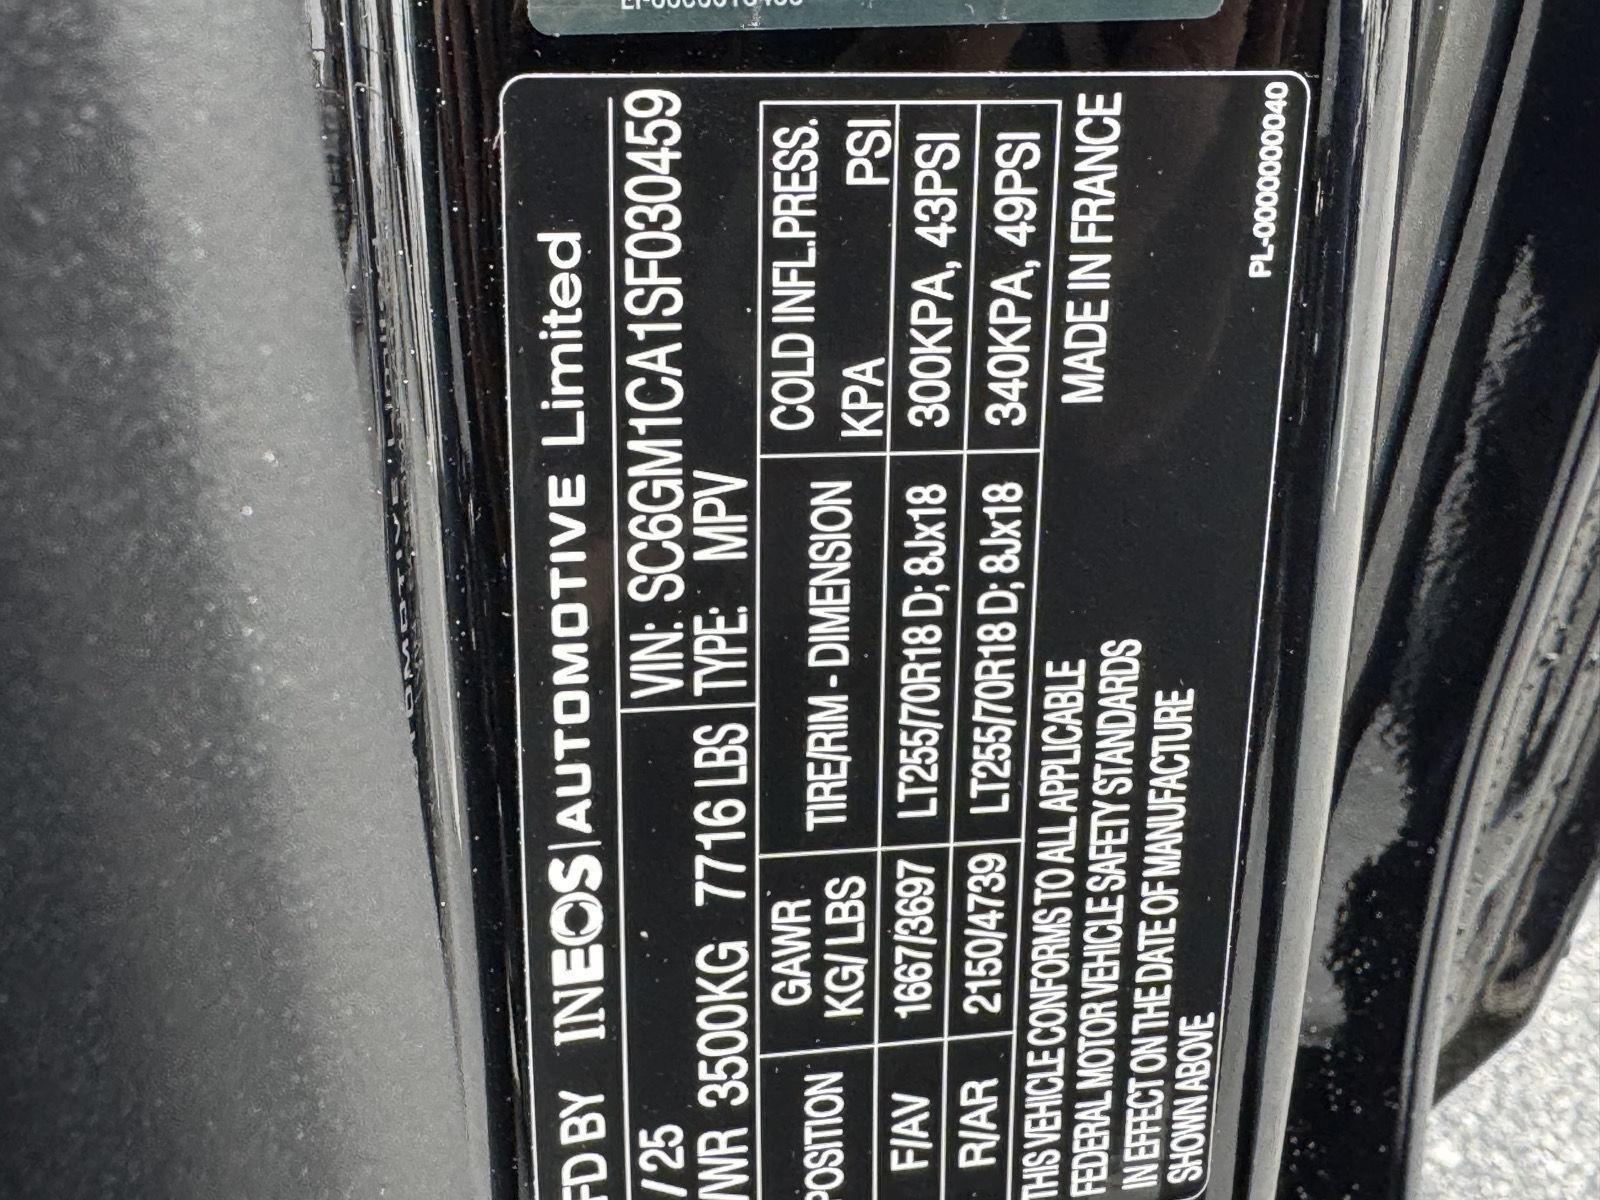 FD BY INEOS|AUTOMOTIVE Limited
/25
VIN: SC6GM1CA1SF030459
WR 3500KG 7716 LBS
TYPE: MPV
POSITION
GAWR
KG/LBS
TIRE/RIM - DIMENSION
COLD INFL.PRESS.
KPA PSI
F/AV 1667/3697 LT255/70R18 D; 8Jx18 300KPA, 43PSI
R/AR 2150/4739 LT255/70R18 D; 8Jx18 340KPA, 49PSI
THIS VEHICLE CONFORMS TO ALL APPLICABLE
FEDERAL MOTOR VEHICLE SAFETY STANDARDS
IN EFFECT ON THE DATE OF MANUFACTURE
SHOWN ABOVE
MADE IN FRANCE
PL-000000040